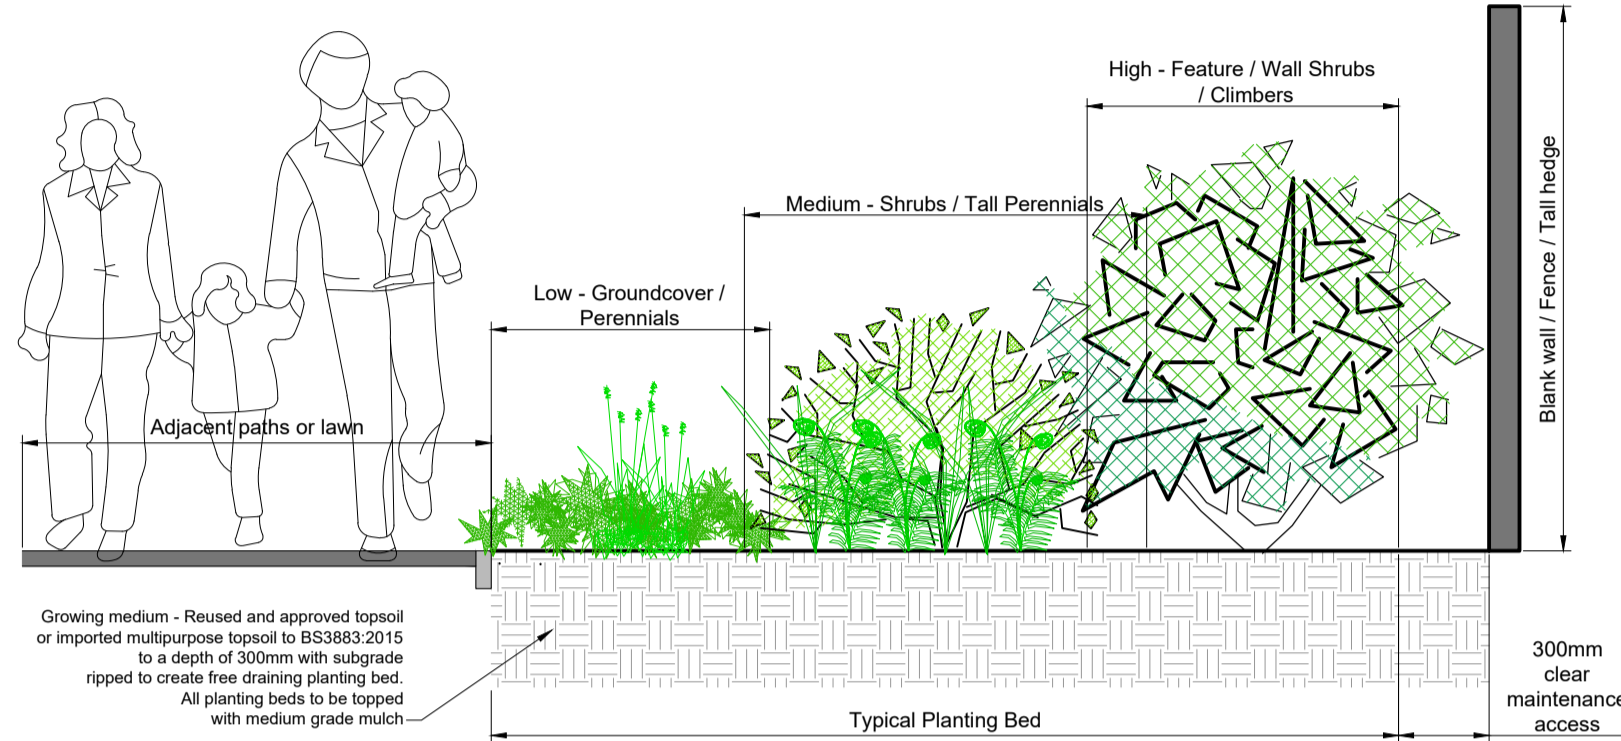 High - Feature / Wall Shrubs
/ Climbers
Medium - Shrubs / Tall Perennials
Low - Groundcover /
Perennials
Adjacent paths or lawn
Blank wall / Fence / Tall hedge
Growing medium - Reused and approved topsoil
or imported multipurpose topsoil to BS3883:2015
to a depth of 300mm with subgrade
ripped to create free draining planting bed.
All planting beds to be topped
with medium grade mulch
Typical Planting Bed
300mm
clear
maintenance
access